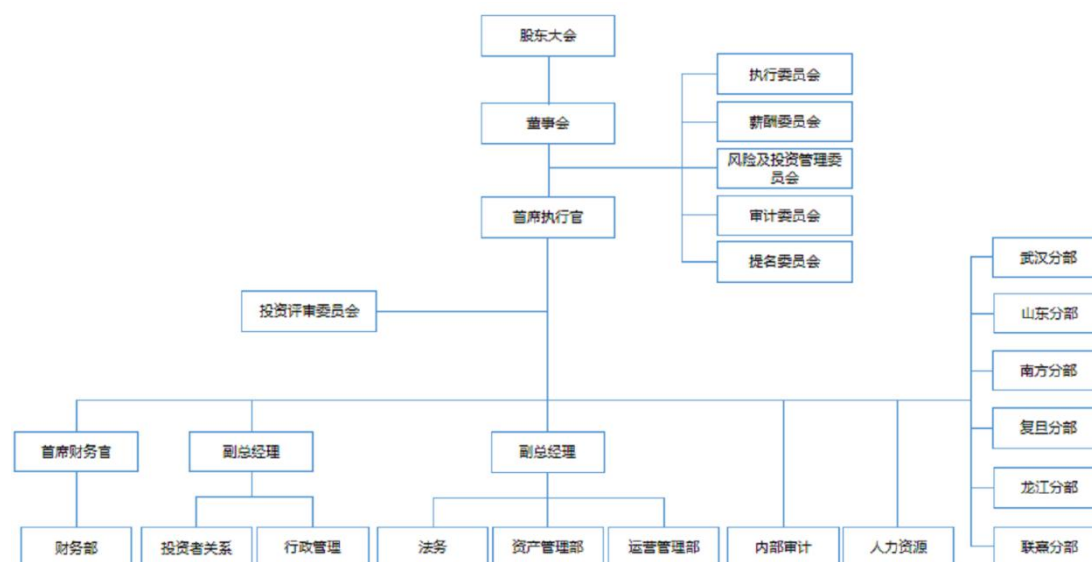 股东大会
执行委员会
董事会
薪酬委员会
风险及投资管理委
员会
首席执行官
审计委员会
提名委员会
武汉分部
投资评审委员会
山东分部
南方分部
复旦分部
首席财务官
副总经理
副总经理
龙江分部
财务部
投资者关系
行政管理
法务
资产管理部
运营管理部
内部审计
人力资源
联熹分部